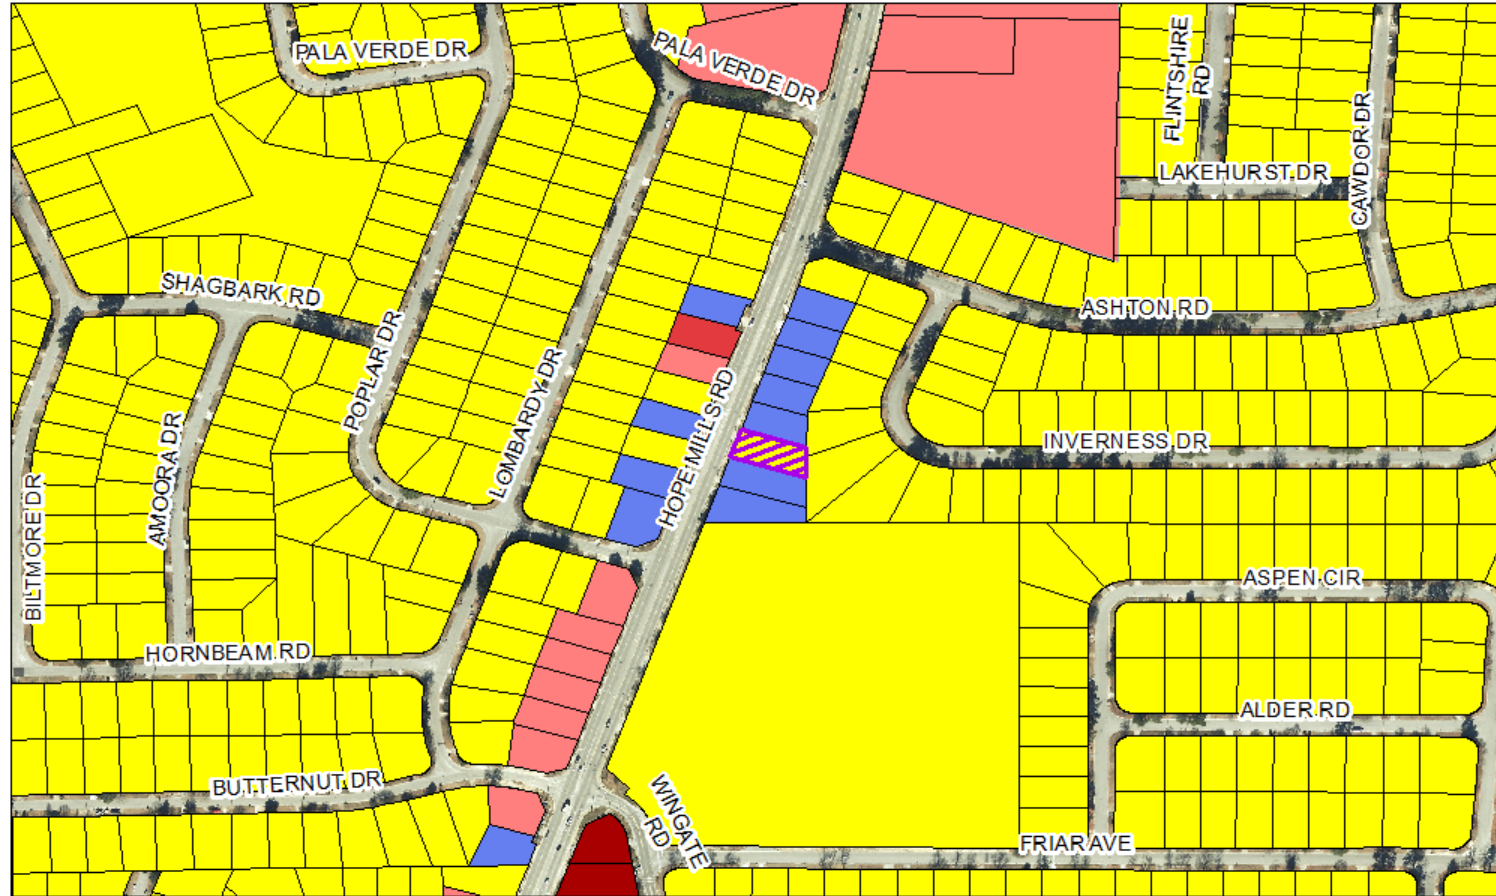 PALA VERDE DR
PALA VERDE DR
FLINTSHIRE
RD
CAWDOR DR
LAKEHURST DR
SHAGBARK RD
ASHTON RD
POPLAR DR
LOMBARDY DR
HOPE MILLS RD
INVERNESS DR
AMOORA DR
BILTMORE DR
ASPEN CIR
HORNBEAM RD
ALDER RD
BUTTERNUT DR
WINGATE
RD
FRIAR AVE